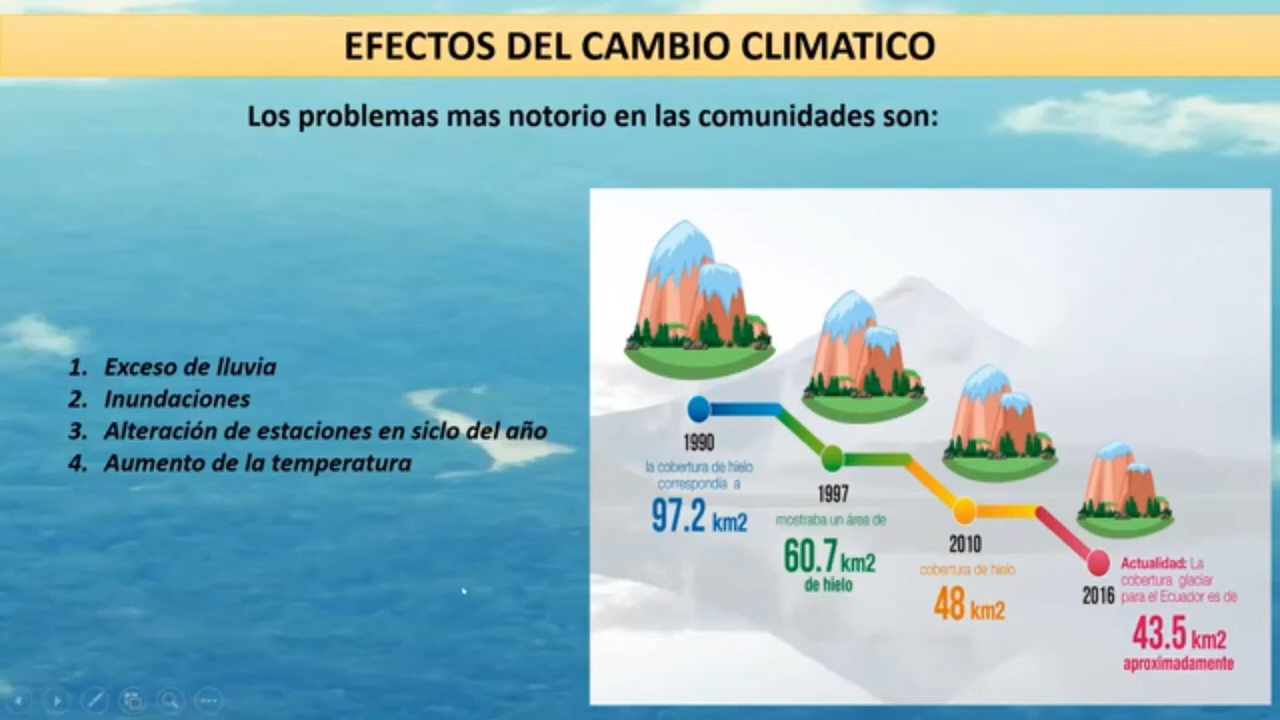 EFECTOS DEL CAMBIO CLIMATICO
Los problemas mas notorio en las comunidades son:
1. Exceso de lluvia
2. Inundaciones
3. Alteración de estaciones en siclo del año
4. Aumento de la temperatura
1990
la cobertura de hielo
correspondía a
97.2 km2
1997
mostraba un área de
60.7 km2
de hielo
2010
cobertura de hielo
48 km2
2016
Actualidad: La
cobertura glaciar
para el Ecuador es de
43.5 km2
aproximadamente